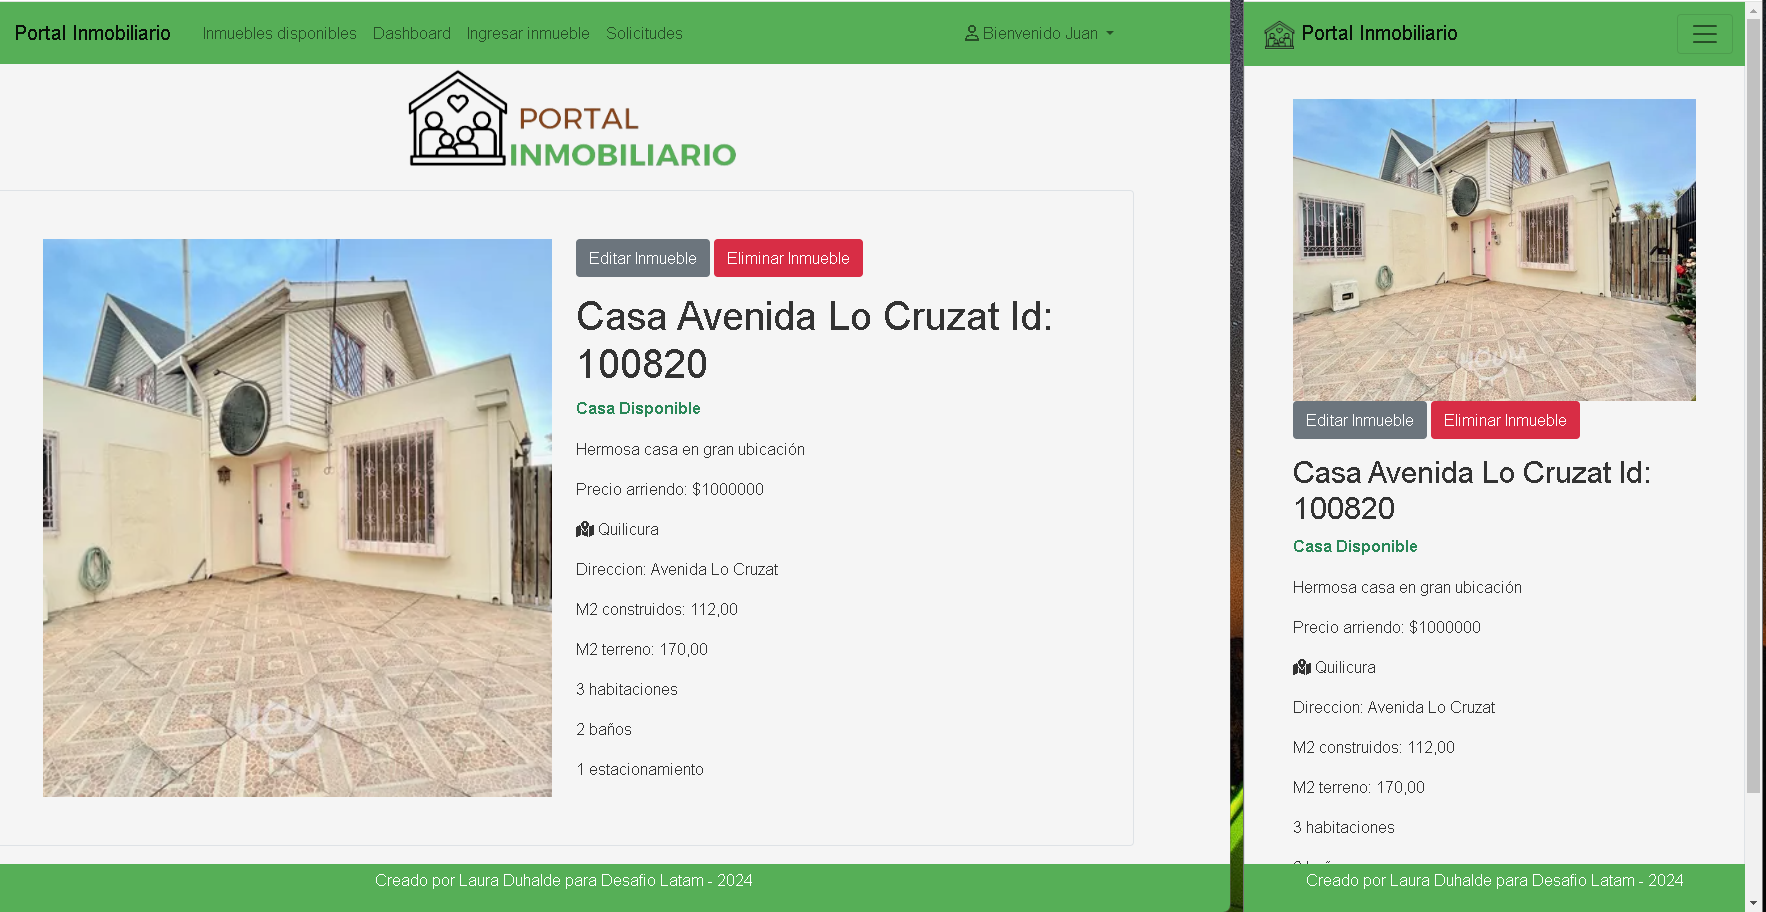 Portal Inmobiliario
Inmuebles disponibles
Dashboard
Ingresar inmueble
Solicitudes
Bienvenido Juan
PORTAL
INMOBILIARIO
Editar Inmueble
Eliminar Inmueble
Casa Avenida Lo Cruzat Id:
100820
Casa Disponible
Hermosa casa en gran ubicación
Precio arriendo: $1000000
Quilicura
Direccion: Avenida Lo Cruzat
M2 construidos: 112,00
M2 terreno: 170,00
3 habitaciones
2 baños
1 estacionamiento
Creado por Laura Duhalde para Desafio Latam - 2024
Portal Inmobiliario
Editar Inmueble
Eliminar Inmueble
Casa Avenida Lo Cruzat Id:
100820
Casa Disponible
Hermosa casa en gran ubicación
Precio arriendo: $1000000
Quilicura
Direccion: Avenida Lo Cruzat
M2 construidos: 112,00
M2 terreno: 170,00
3 habitaciones
Creado por Laura Duhalde para Desafio Latam - 2024